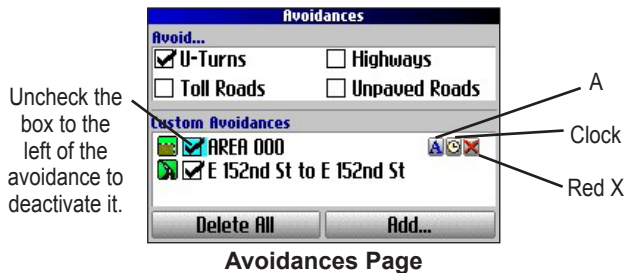 Avoidances
Avoid...
U-Turns
Highways
Toll Roads
Unpaved Roads
Custom Avoidances
AREA 000
A
E 152nd St to E 152nd St
Delete All
Add...
Uncheck the
box to the
left of the
avoidance to
deactivate it.
A
Clock
Red X
Avoidances Page